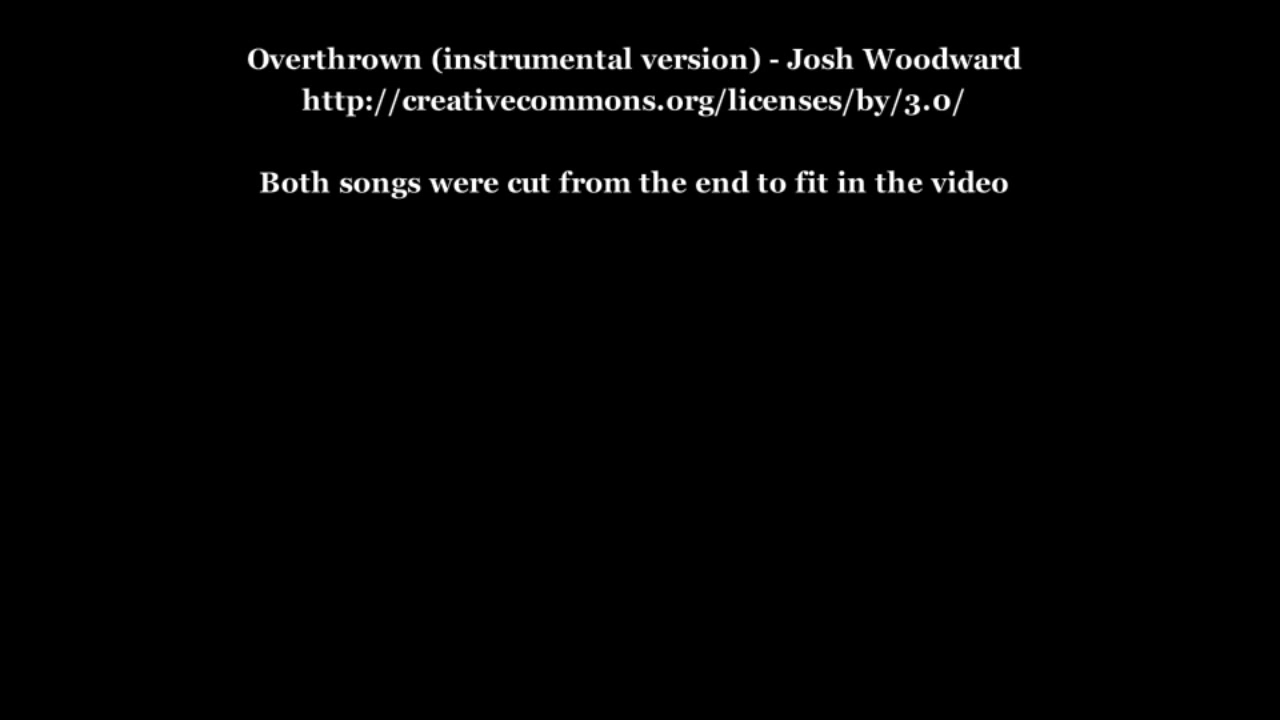 Overthrown (instrumental version) - Josh Woodward
http://creativecommons.org/licenses/by/3.0/
Both songs were cut from the end to fit in the video